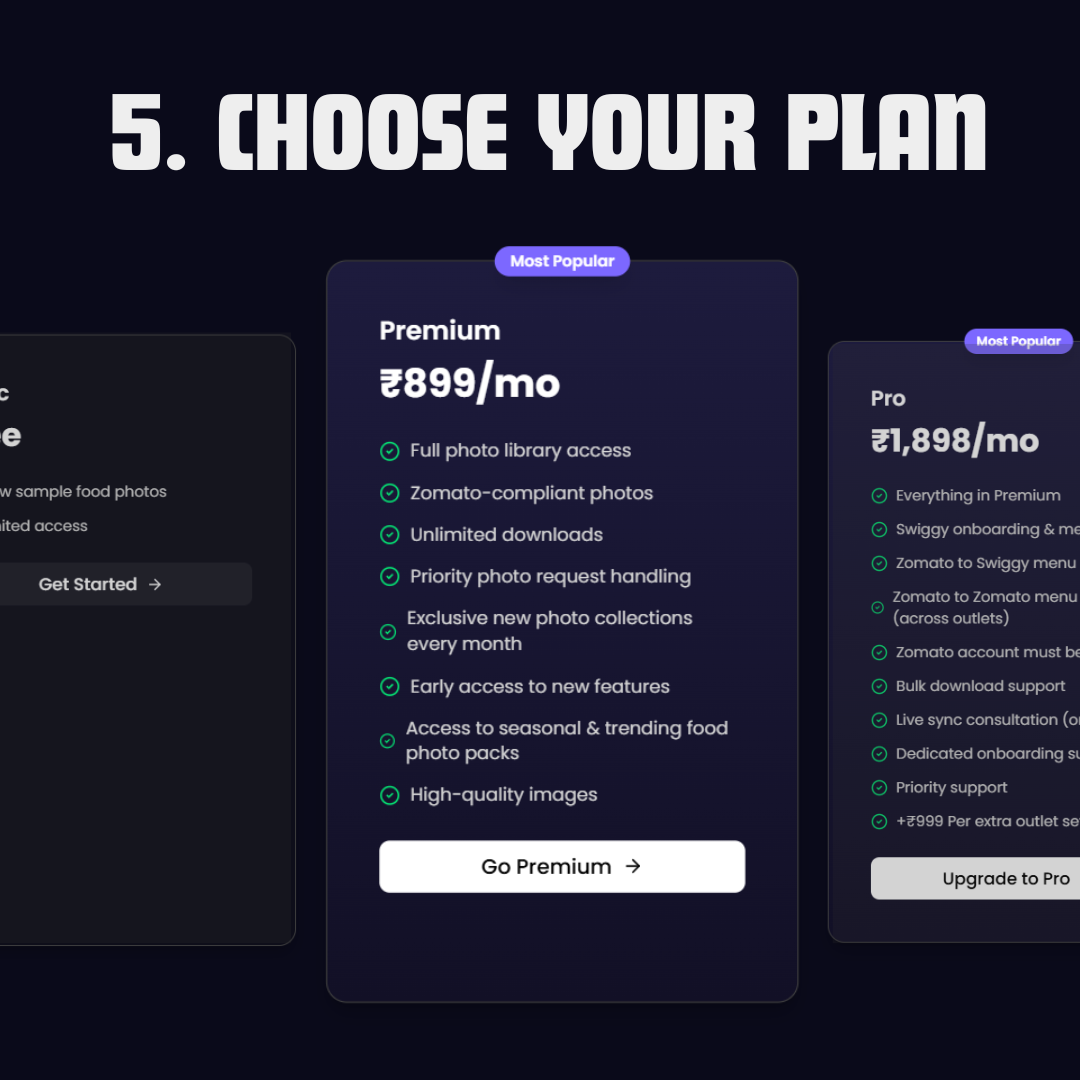 5. CHOOSE YOUR PLAN
Most Popular
Premium
₹899/mo
Full photo library access
Zomato-compliant photos
Unlimited downloads
Priority photo request handling
Exclusive new photo collections
every month
Early access to new features
Access to seasonal & trending food
photo packs
High-quality images
Go Premium →
sample food photos
access
Get Started →
Most Popular
Pro
₹1,898/mo
Everything in Premium
Swiggy onboarding &
Zomato to Swiggy menu
Zomato to Zomato menu
(across outlets)
Zomato account must
Bulk download support
Live sync consultation
Dedicated onboarding
Priority support
+₹999 Per extra outlet
Upgrade to Pro